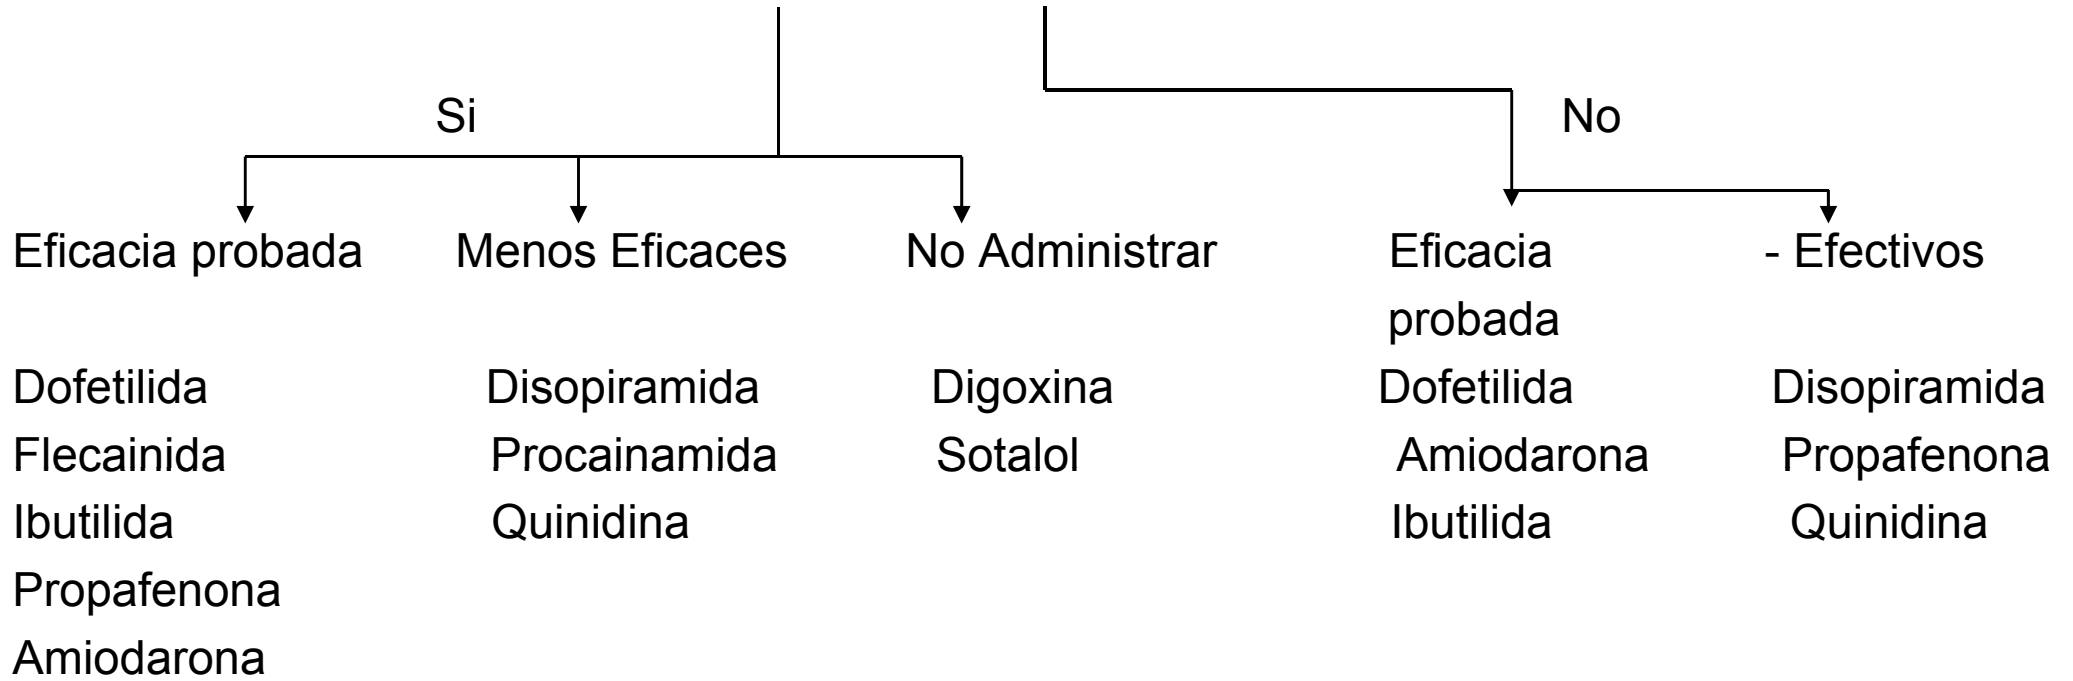 Si No
Eficacia probada Menos Eficaces No Administrar Eficacia - Efectivos
probada
Dofetilida Disopiramida Digoxina Dofetilida Disopiramida
Flecainida Procainamida Sotalol Amiodarona Propafenona
Ibutilida Quinidina Ibutilida Quinidina
Propafenona
Amiodarona